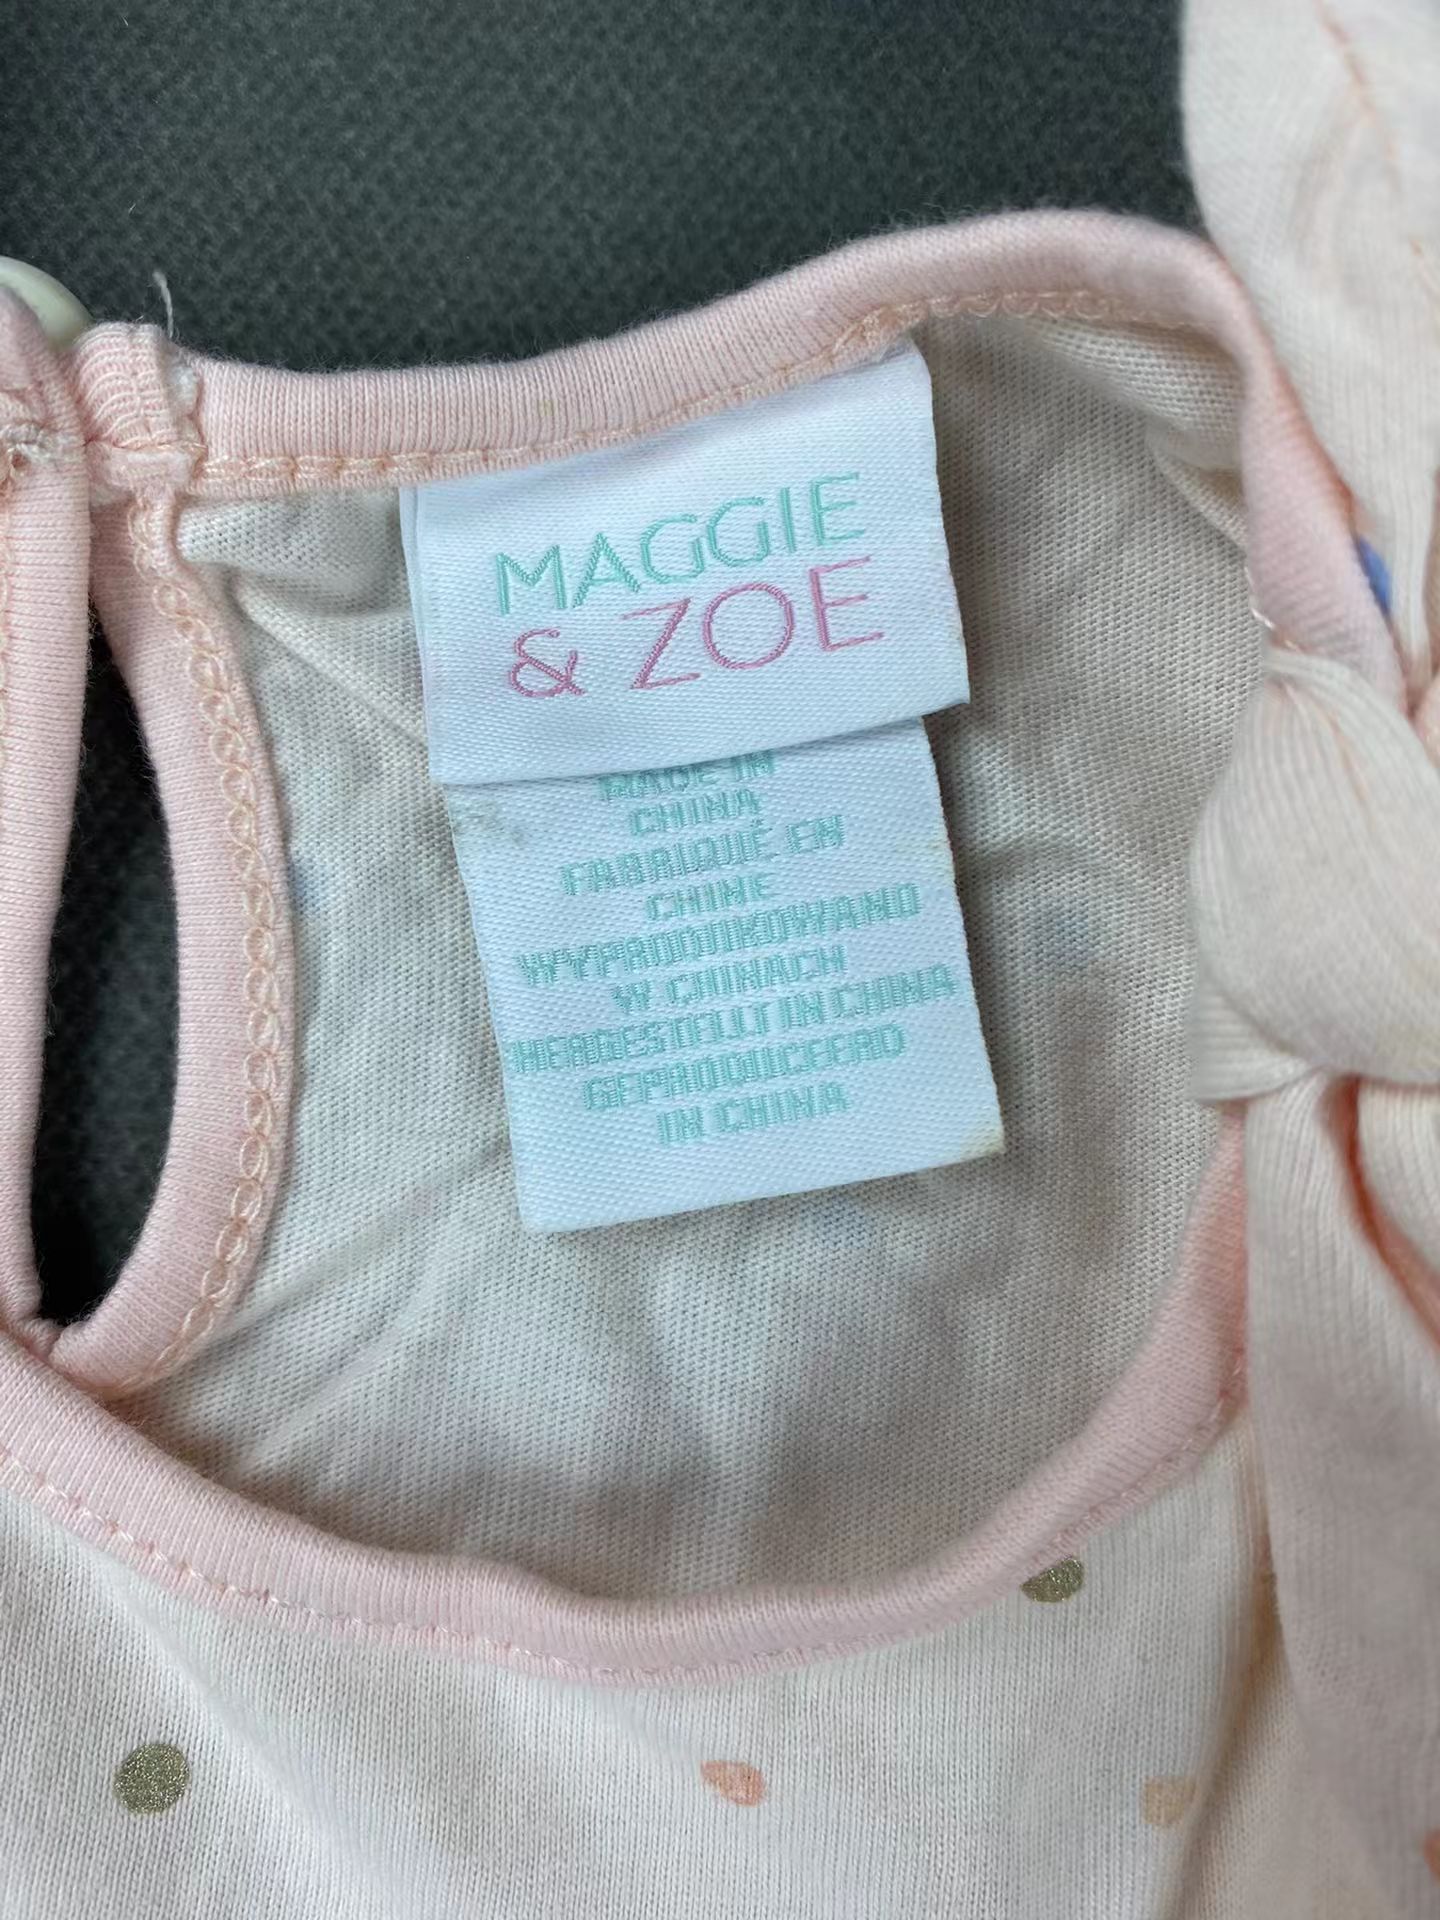 MAGGIE
& ZOE
MADE IN
CHINA
FABRIQUÉ EN
CHINE
WYPRODUKOWANO
W CHINACH
HERGESTELLT IN CHINA
GEPRODUCEERD
IN CHINA